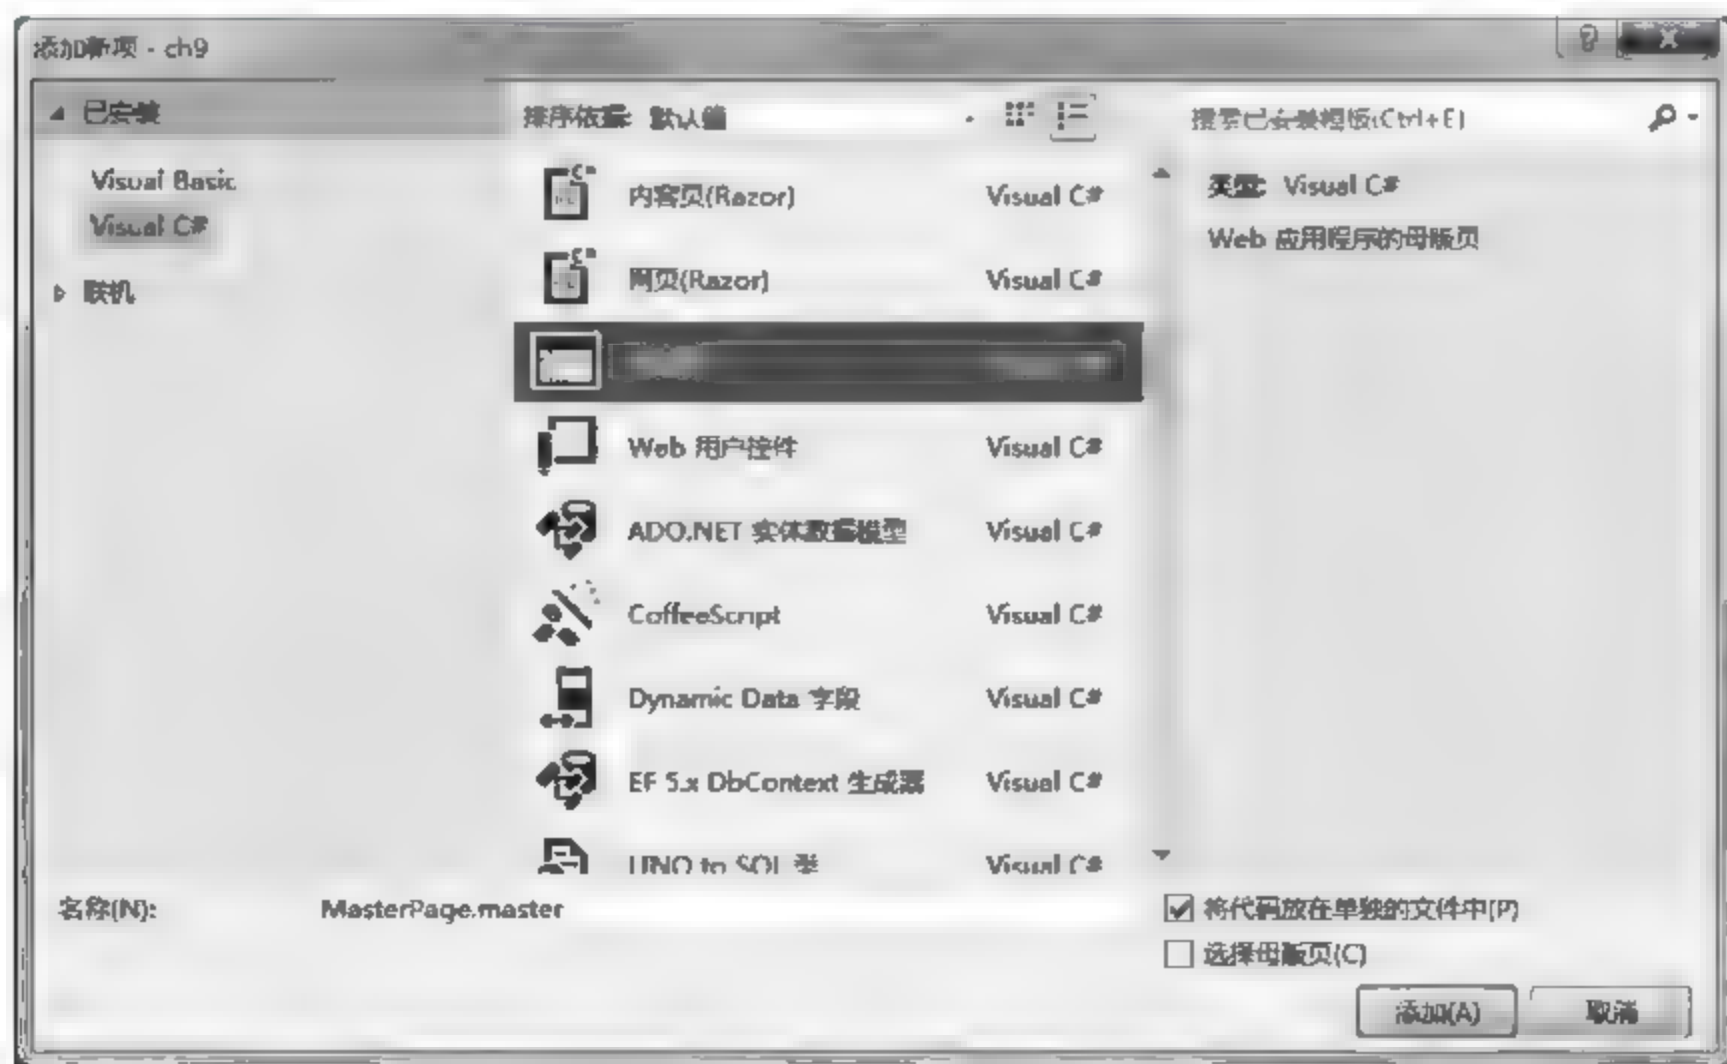 添加新项 - ch9
已安装
Visual Basic
Visual C#
联机
排序依据: 默认值
内容页(Razor) Visual C#
网页(Razor) Visual C#
Web 用户控件 Visual C#
ADO.NET 实体数据模型 Visual C#
CoffeeScript Visual C#
Dynamic Data 字段 Visual C#
EF 5.x DbContext 生成器 Visual C#
LINQ to SQL 类 Visual C#
搜索已安装模板(Ctrl+E)
类型: Visual C#
Web 应用程序的母版页
名称(N): MasterPage.master
将代码放在单独的文件中(P)
选择母版页(C)
添加(A) 取消